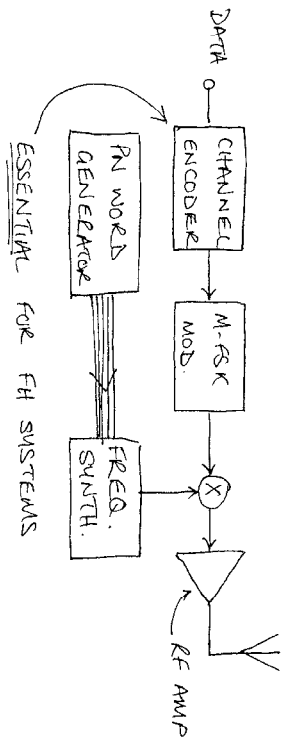 DATA
CHANNEL
ENCODER
M-FSK
MOD.
X
RF AMP
PN WORD
GENERATOR
FREQ.
SYNTH.
ESSENTIAL FOR FH SYSTEMS